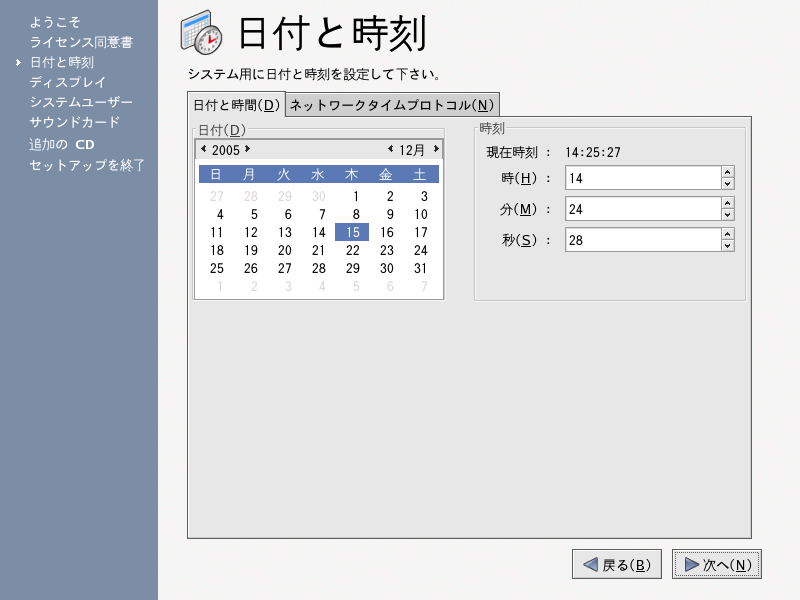 ようこそ
ライセンス同意書
日付と時刻
ディスプレイ
システムユーザー
サウンドカード
追加の CD
セットアップを終了
日付と時刻
システム用に日付と時刻を設定して下さい。
日付と時間(D) ネットワークタイムプロトコル(N)
日付(D)
2005 12月
日 月 火 水 木 金 土
27 28 29 30 1 2 3
4 5 6 7 8 9 10
11 12 13 14 15 16 17
18 19 20 21 22 23 24
25 26 27 28 29 30 31
1 2 3 4 5 6 7
時刻
現在時刻 : 14:25:27
時(H) : 14
分(M) : 24
秒(S) : 28
戻る(B) 次へ(N)